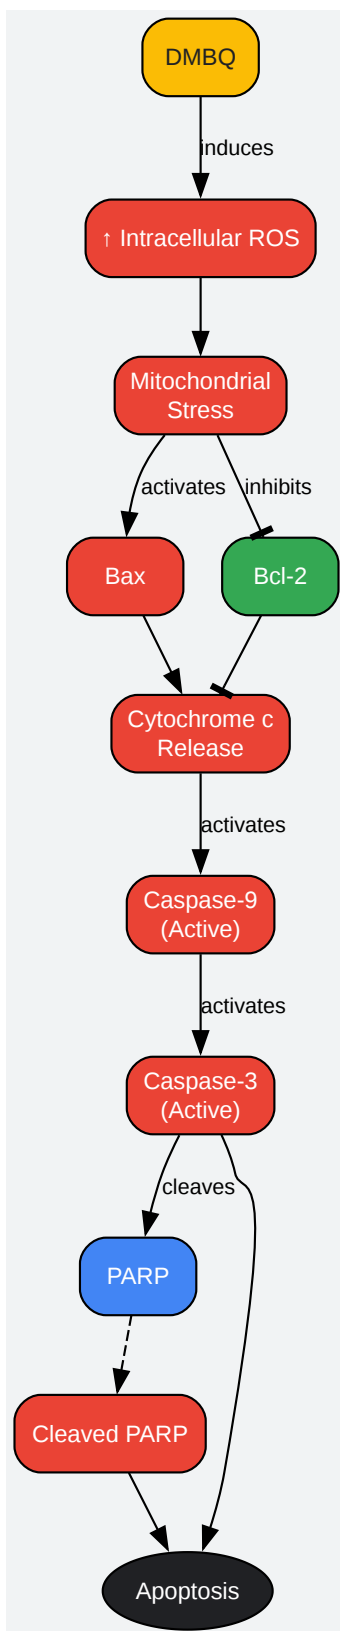 DMBQ
induces
↑ Intracellular ROS
Mitochondrial
Stress
activates
inhibits
Bax
Bcl-2
Cytochrome c
Release
activates
Caspase-9
(Active)
activates
Caspase-3
(Active)
cleaves
PARP
Cleaved PARP
Apoptosis